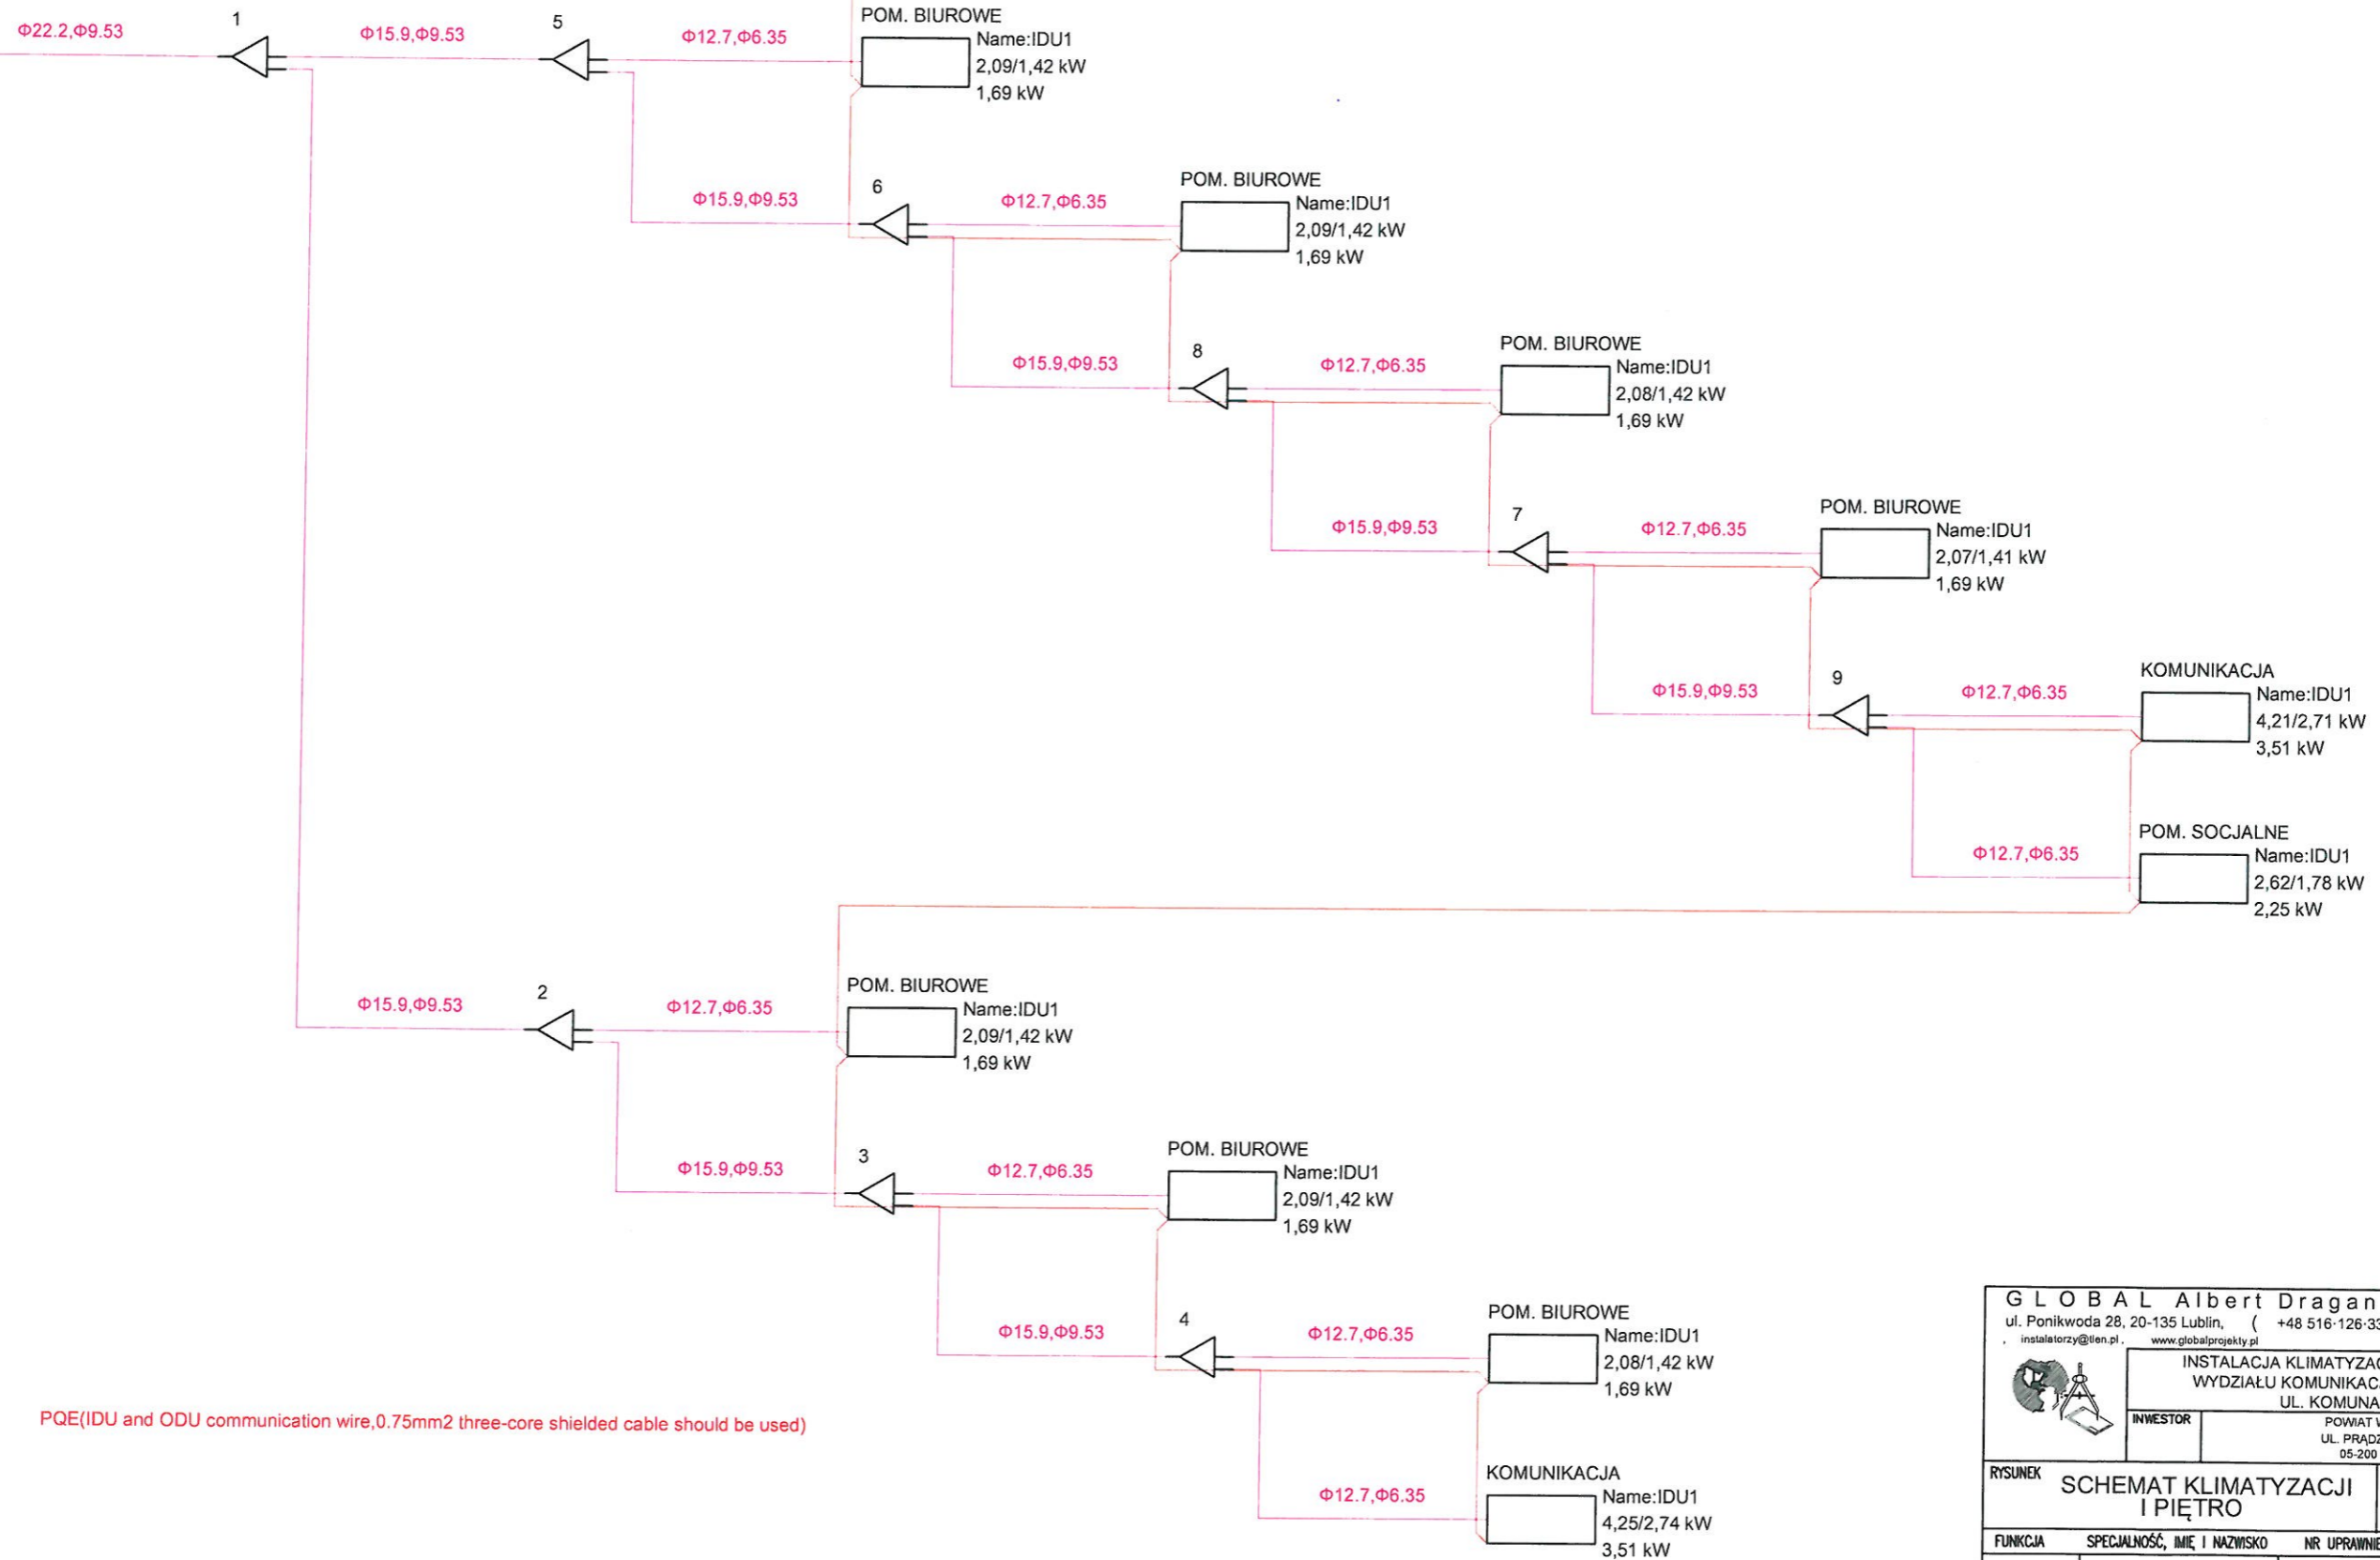 Φ22.2,Φ9.53
1
Φ15.9,Φ9.53
5
Φ12.7,Φ6.35
POM. BIUROWE
Name:IDU1
2,09/1,42 kW
1,69 kW
Φ15.9,Φ9.53
6
Φ12.7,Φ6.35
POM. BIUROWE
Name:IDU1
2,09/1,42 kW
1,69 kW
Φ15.9,Φ9.53
8
Φ12.7,Φ6.35
POM. BIUROWE
Name:IDU1
2,08/1,42 kW
1,69 kW
Φ15.9,Φ9.53
7
Φ12.7,Φ6.35
POM. BIUROWE
Name:IDU1
2,07/1,41 kW
1,69 kW
Φ15.9,Φ9.53
9
Φ12.7,Φ6.35
KOMUNIKACJA
Name:IDU1
4,21/2,71 kW
3,51 kW
Φ12.7,Φ6.35
POM. SOCJALNE
Name:IDU1
2,62/1,78 kW
2,25 kW
Φ15.9,Φ9.53
2
Φ12.7,Φ6.35
POM. BIUROWE
Name:IDU1
2,09/1,42 kW
1,69 kW
Φ15.9,Φ9.53
3
Φ12.7,Φ6.35
POM. BIUROWE
Name:IDU1
2,09/1,42 kW
1,69 kW
Φ15.9,Φ9.53
4
Φ12.7,Φ6.35
POM. BIUROWE
Name:IDU1
2,08/1,42 kW
1,69 kW
Φ12.7,Φ6.35
KOMUNIKACJA
Name:IDU1
4,25/2,74 kW
3,51 kW
PQE(IDU and ODU communication wire,0.75mm2 three-core shielded cable should be used)
GLOBAL Albert Dragan
ul. Ponikwoda 28, 20-135 Lublin, ( +48 516-126-33
, instalatorzy@tlen.pl , www.globalprojekty.pl
INSTALACJA KLIMATYZAC
WYDZIAŁU KOMUNIKAC
UL. KOMUNA
INWESTOR
POWIAT W
UL. PRĄDZ
05-200
RYSUNEK
SCHEMAT KLIMATYZACJI
I PIĘTRO
FUNKCJA SPECJALNOŚĆ, IMIĘ I NAZWISKO NR UPRAWNIE